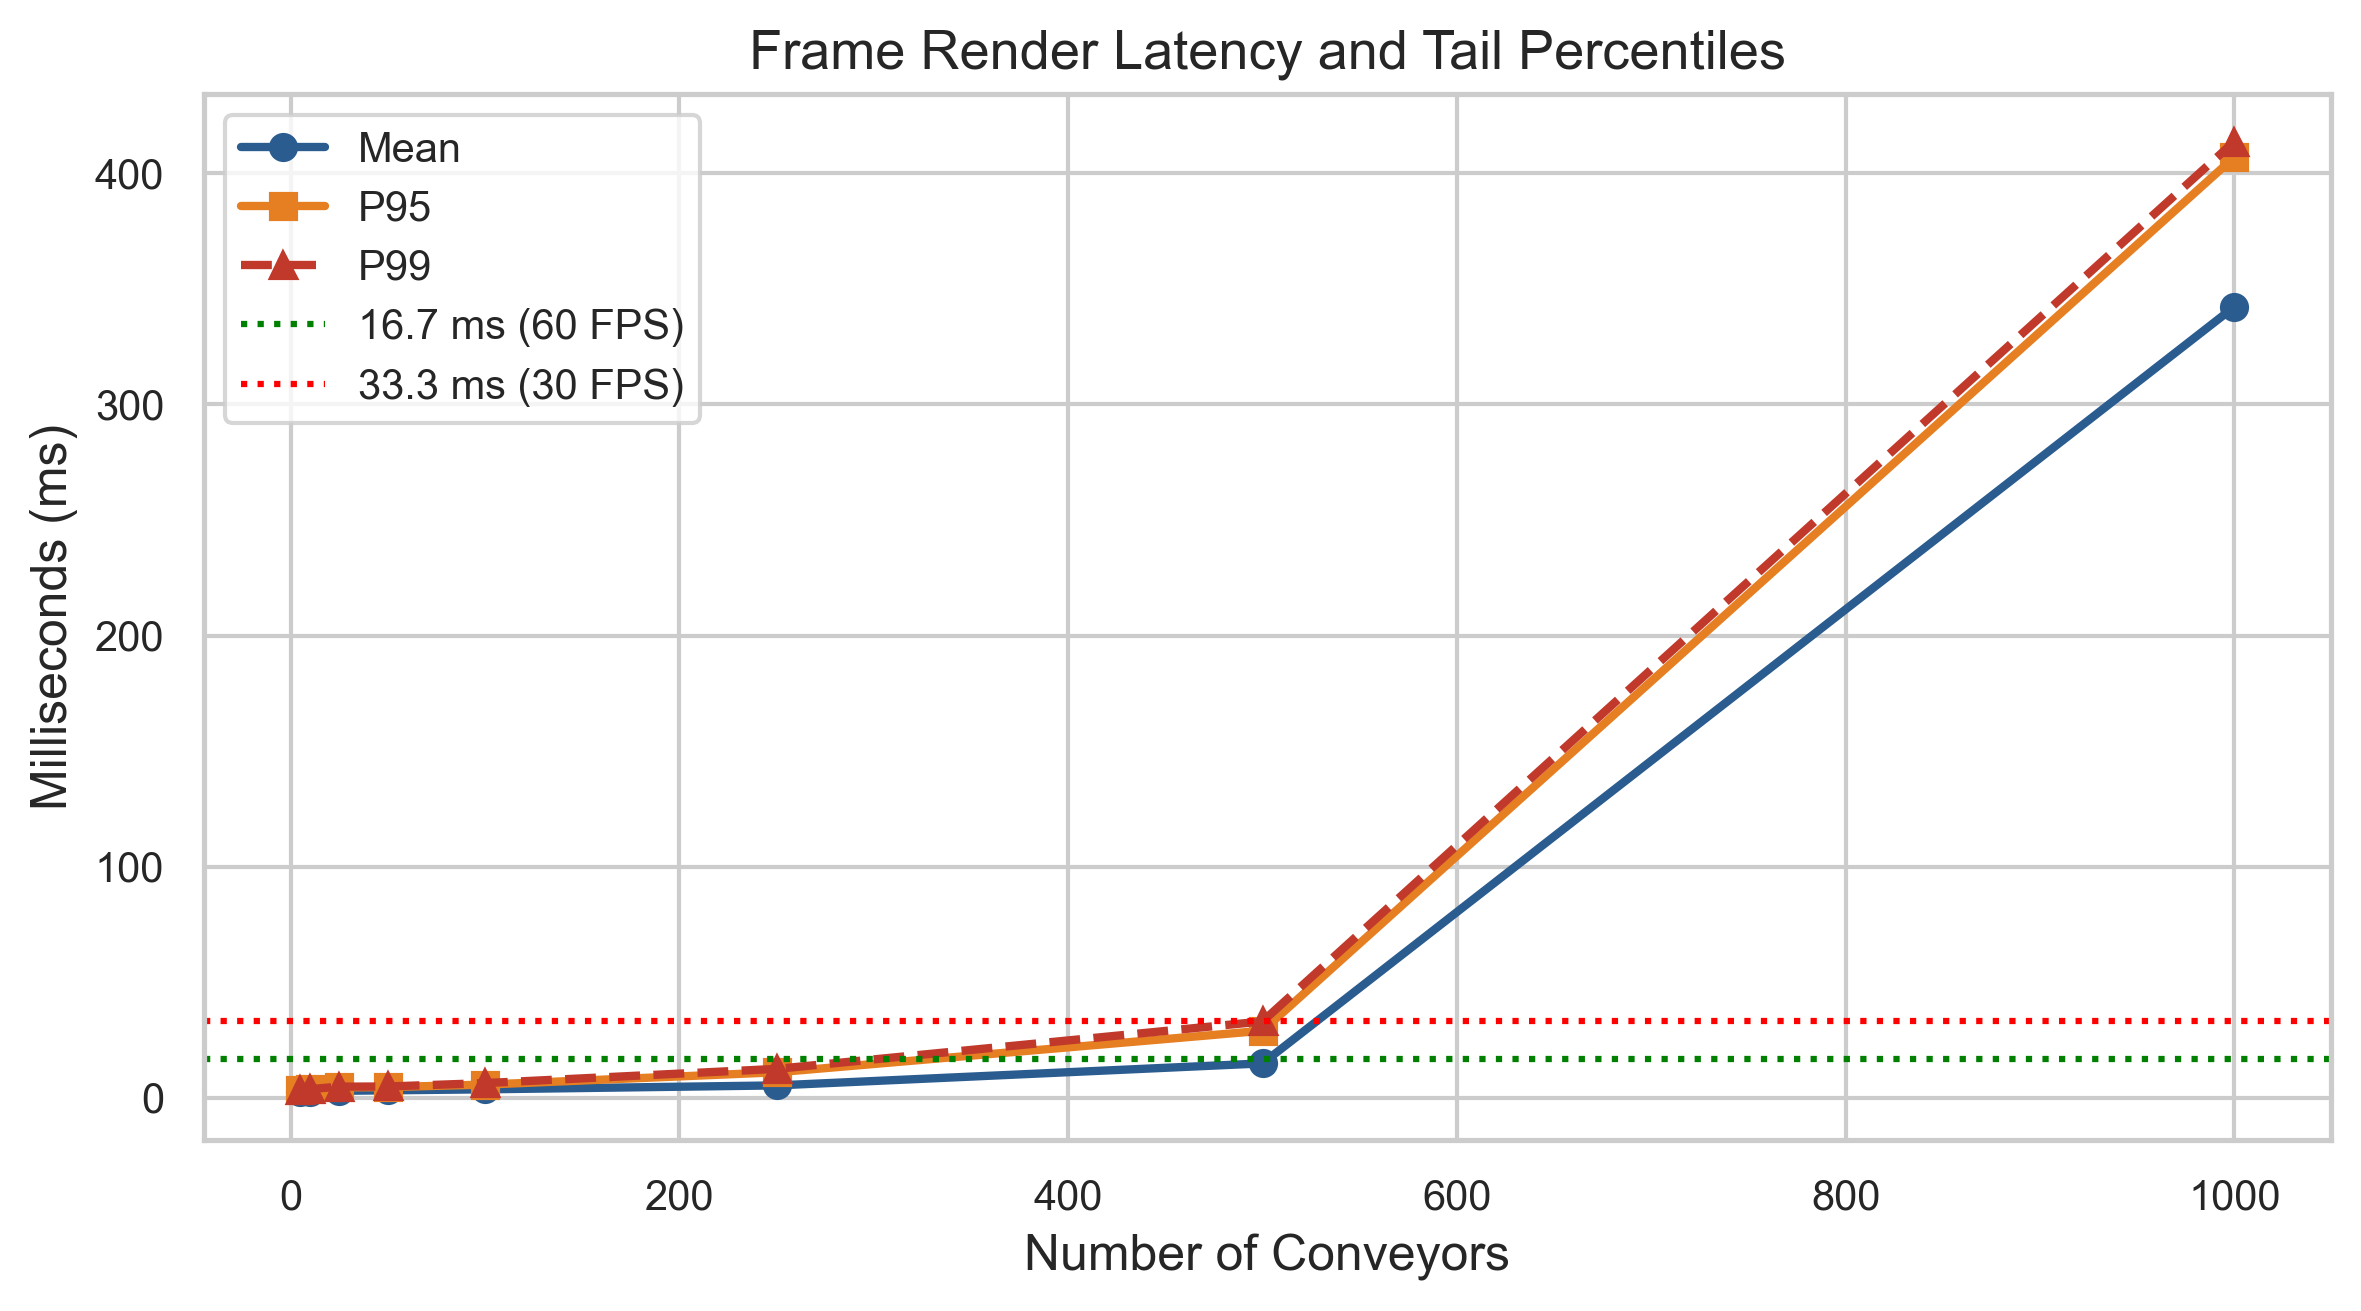 Frame Render Latency and Tail Percentiles
Mean
P95
P99
16.7 ms (60 FPS)
33.3 ms (30 FPS)
Milliseconds (ms)
400
300
200
100
0
0 200 400 600 800 1000
Number of Conveyors